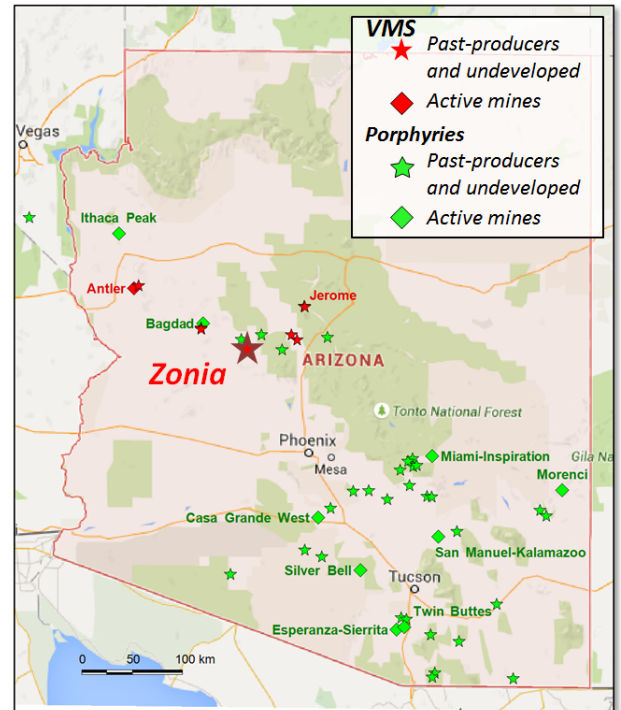 VMS
Past-producers
and undeveloped
Active mines
Porphyries
Past-producers
and undeveloped
Active mines
Vegas
Ithaca Peak
Antler
Jerome
Bagdad
Zonia
ARIZONA
Tonto National Forest
Phoenix
Mesa
Miami-Inspiration
Gila Na
Morenci
Casa Grande West
San Manuel-Kalamazoo
Silver Bell
Tucson
Twin Buttes
Esperanza-Sierrita
0 50 100 km